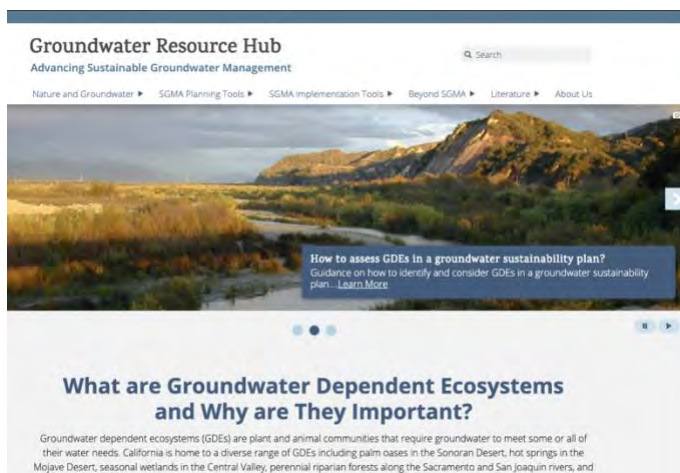 Groundwater Resource Hub
Search
Advancing Sustainable Groundwater Management
Nature and Groundwater ▶ SGMA Planning Tools ▶ SGMA Implementation Tools ▶ Beyond SGMA ▶ Literature ▶ About Us
How to assess GDEs in a groundwater sustainability plan?
Guidance on how to identify and consider GDEs in a groundwater sustainability
plan...Learn More
What are Groundwater Dependent Ecosystems
and Why are They Important?
Groundwater dependent ecosystems (GDEs) are plant and animal communities that require groundwater to meet some or all of
their water needs. California is home to a diverse range of GDEs including palm oases in the Sonoran Desert, hot springs in the
Mojave Desert, seasonal wetlands in the Central Valley, perennial riparian forests along the Sacramento and San Joaquin rivers, and